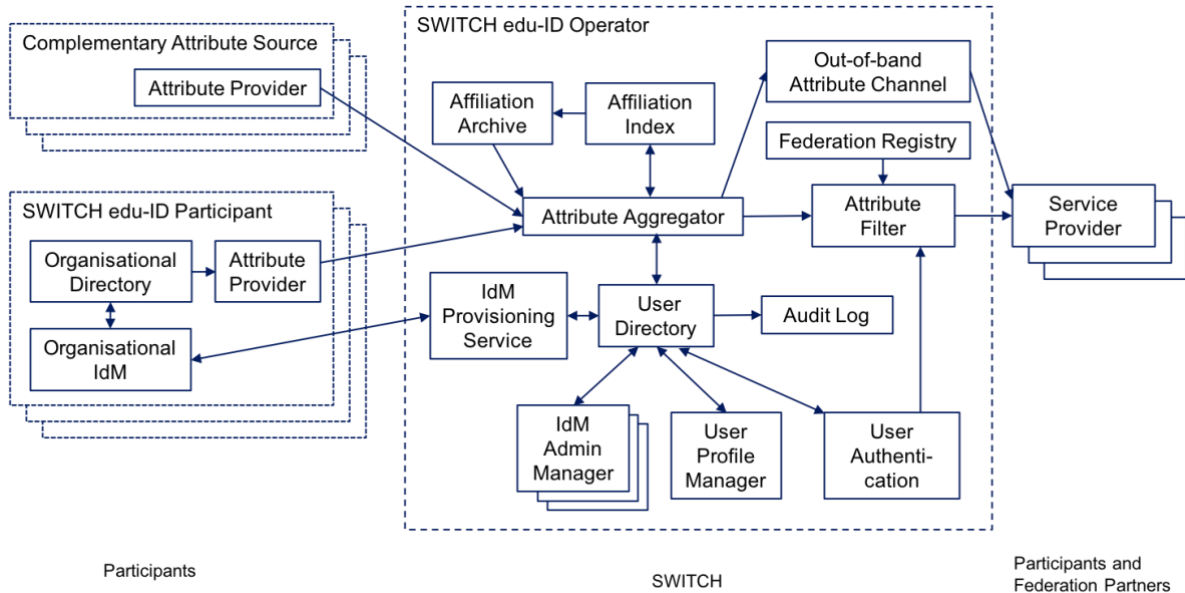 Complementary Attribute Source
Attribute Provider
SWITCH edu-ID Participant
Organisational
Directory
Attribute
Provider
Organisational
IdM
SWITCH edu-ID Operator
Out-of-band
Attribute Channel
Affiliation
Archive
Affiliation
Index
Federation Registry
Attribute Aggregator
Attribute
Filter
Service
Provider
IdM
Provisioning
Service
User
Directory
Audit Log
IdM
Admin
Manager
User
Profile
Manager
User
Authenti-
cation
Participants
SWITCH
Participants and
Federation Partners